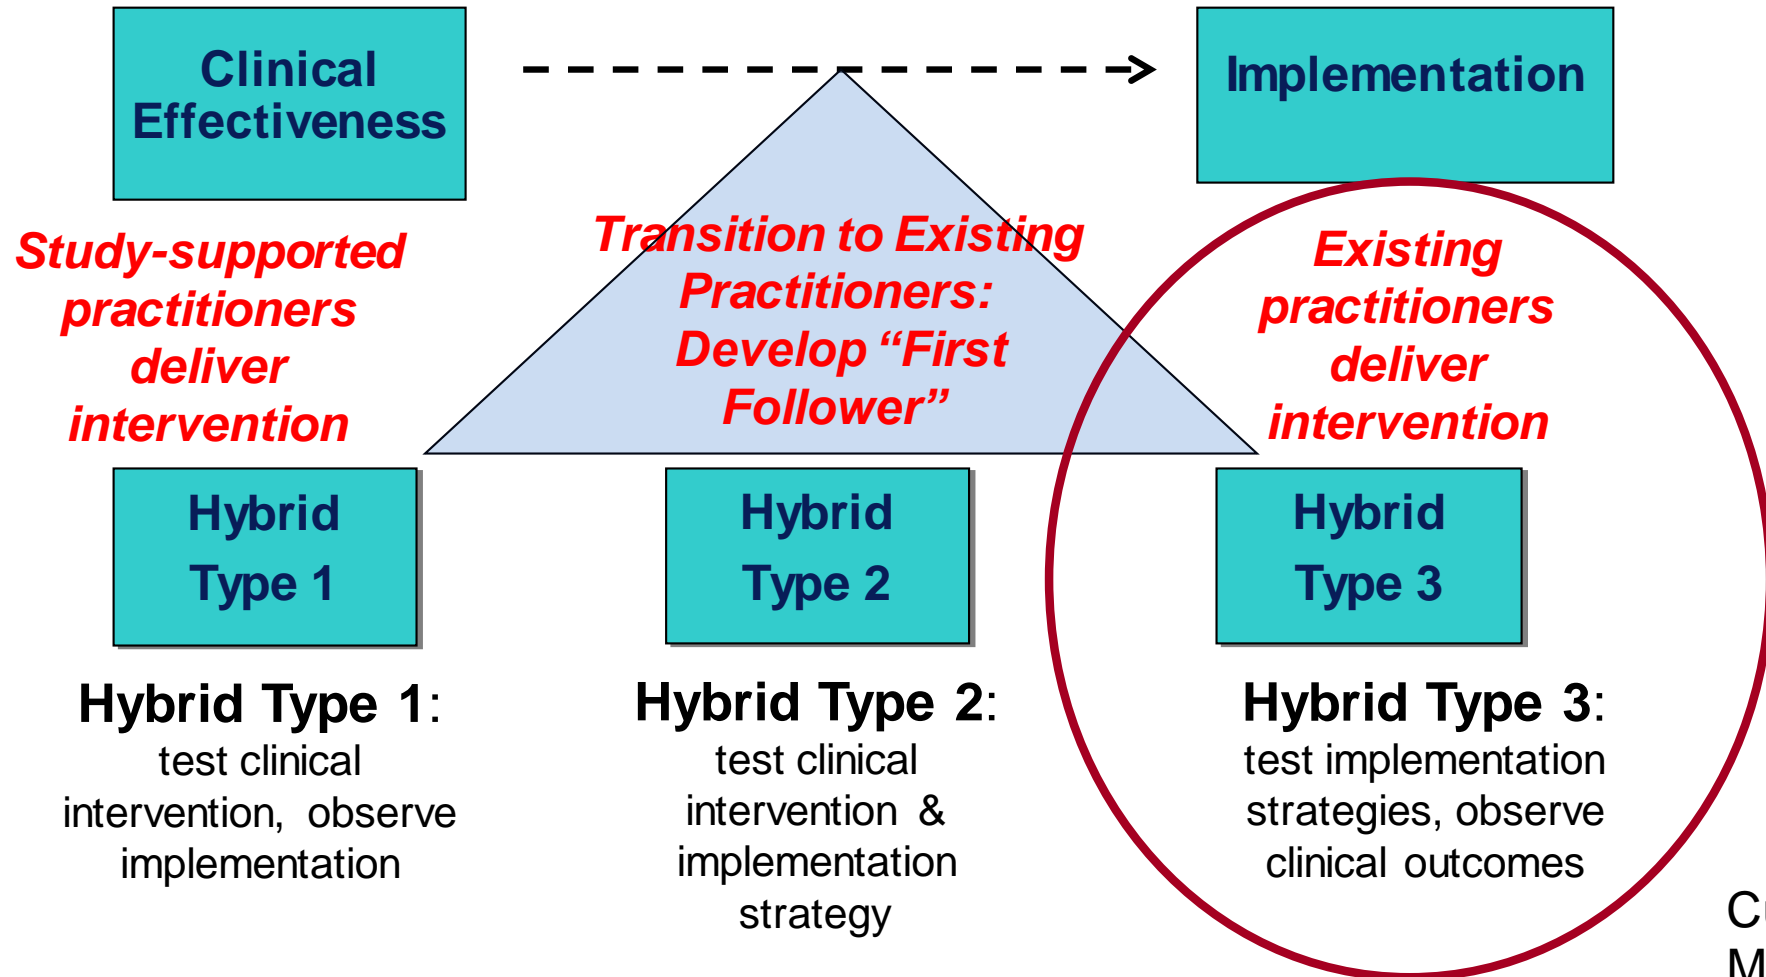 Clinical
Effectiveness
Implementation
Study-supported
practitioners
deliver
intervention
Transition to Existing
Practitioners:
Develop “First
Follower”
Existing
practitioners
deliver
intervention
Hybrid
Type 1
Hybrid
Type 2
Hybrid
Type 3
Hybrid Type 1:
test clinical
intervention, observe
implementation
Hybrid Type 2:
test clinical
intervention &
implementation
strategy
Hybrid Type 3:
test implementation
strategies, observe
clinical outcomes